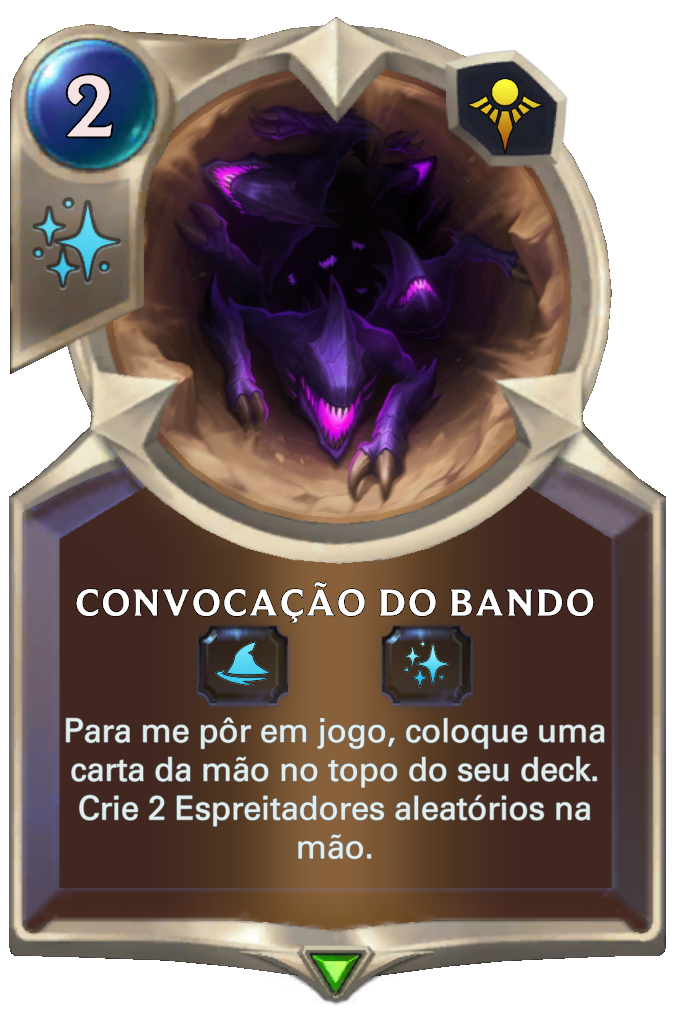 2
CONVOCAÇÃO DO BANDO
Para me pôr em jogo, coloque uma
carta da mão no topo do seu deck.
Crie 2 Espreitadores aleatórios na
mão.